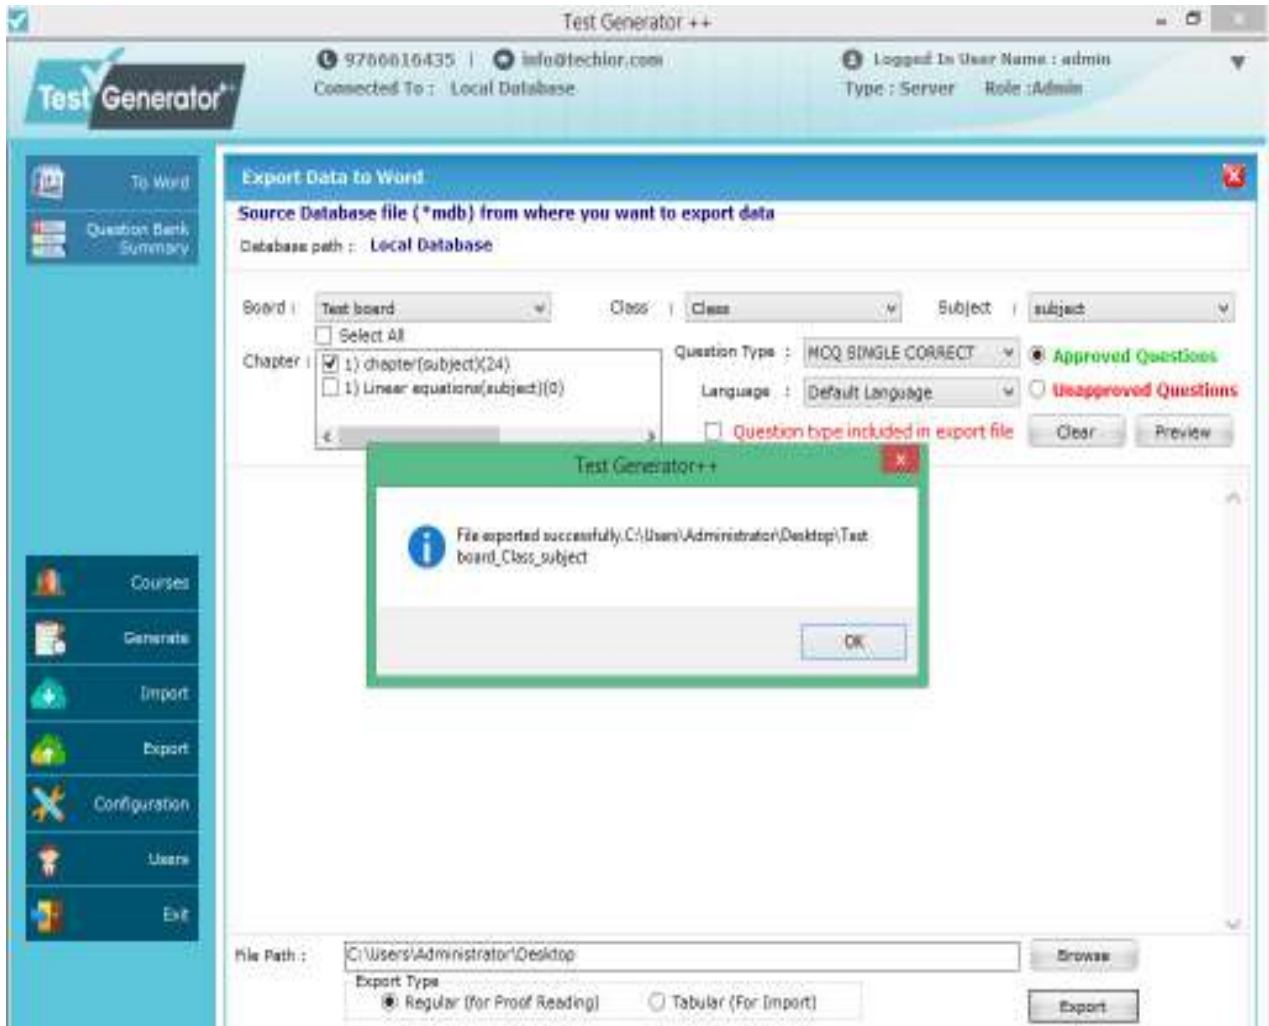 Test Generator ++
Test Generator++
9766616435 | info@techior.com
Connected To : Local Database
Logged In User Name : admin
Type : Server Role :Admin
To Word
Question Bank
Summary
Courses
Generate
Import
Export
Configuration
Users
Exit
Export Data to Word
Source Database file (*mdb) from where you want to export data
Database path : Local Database
Board : Test board
Class : Class
Subject : subject
Select All
Chapter :
1) chapter(subject)(24)
1) Linear equations(subject)(0)
Question Type : MCQ SINGLE CORRECT
Approved Questions
Language : Default Language
Unapproved Questions
Question type included in export file
Clear
Preview
Test Generator++
File exported successfully.C:\Users\Administrator\Desktop\Test
board_Class_subject
OK
File Path : C:\Users\Administrator\Desktop
Browse
Export Type
Regular (for Proof Reading)
Tabular (For Import)
Export